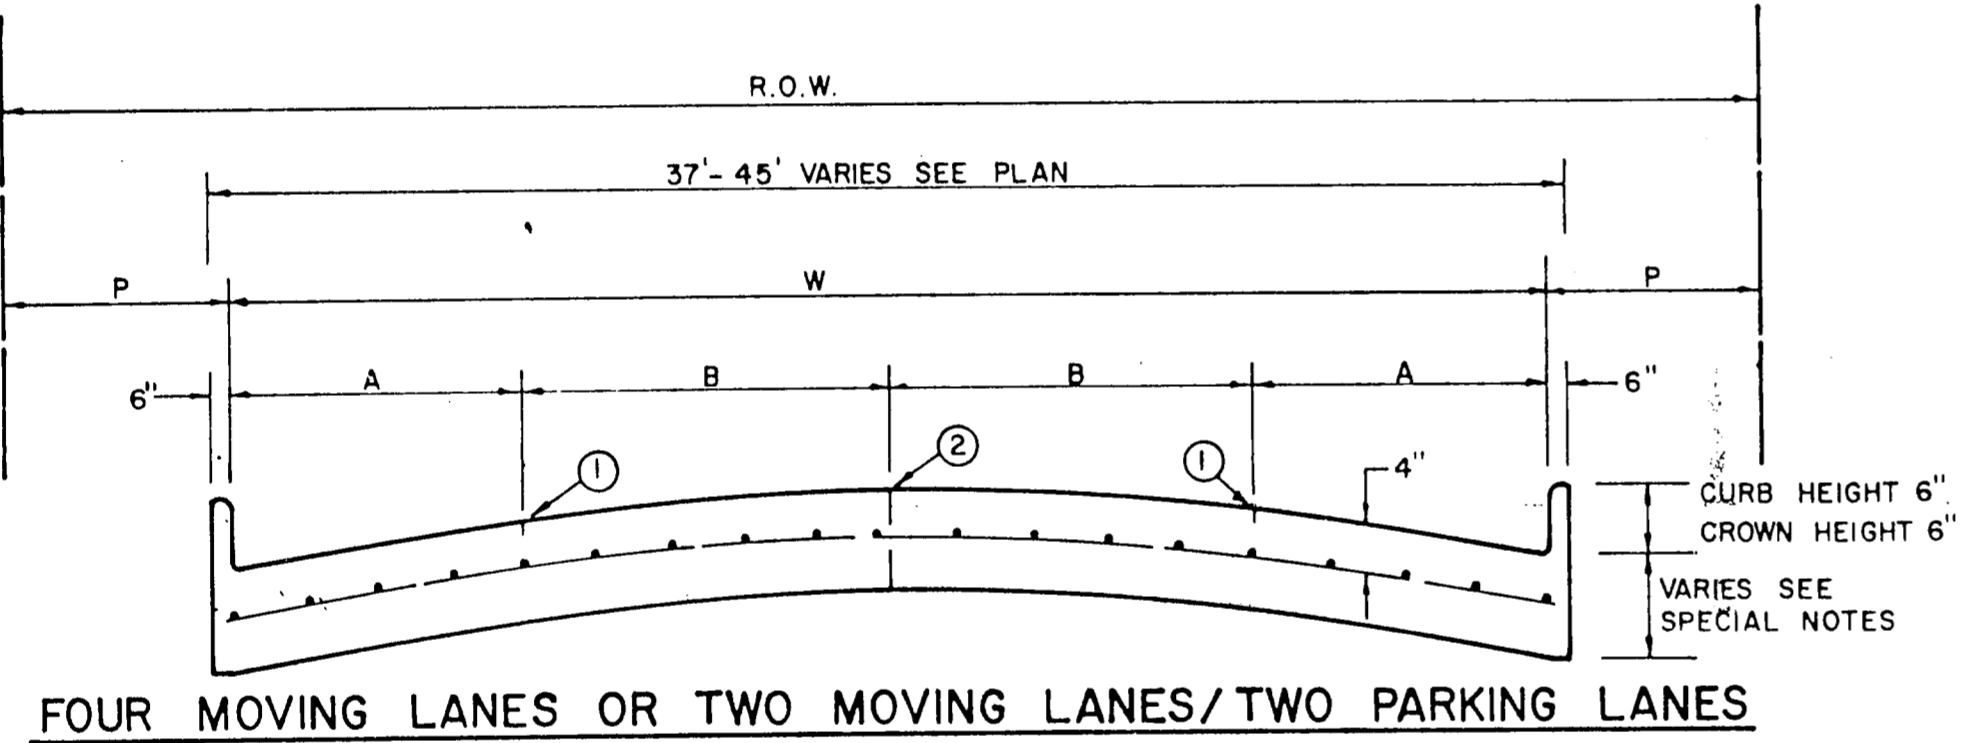 R.O.W.
37'-45' VARIES SEE PLAN
P W P
6" A B B A 6"
1 2 1 4"
CURB HEIGHT 6"
CROWN HEIGHT 6"
VARIES SEE
SPECIAL NOTES
FOUR MOVING LANES OR TWO MOVING LANES/TWO PARKING LANES